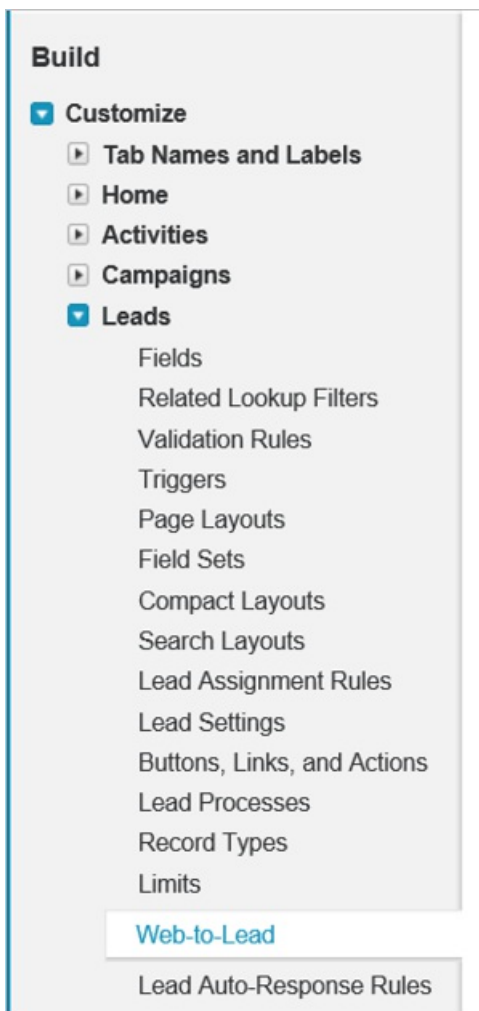 Build
Customize
Tab Names and Labels
Home
Activities
Campaigns
Leads
Fields
Related Lookup Filters
Validation Rules
Triggers
Page Layouts
Field Sets
Compact Layouts
Search Layouts
Lead Assignment Rules
Lead Settings
Buttons, Links, and Actions
Lead Processes
Record Types
Limits
Web-to-Lead
Lead Auto-Response Rules